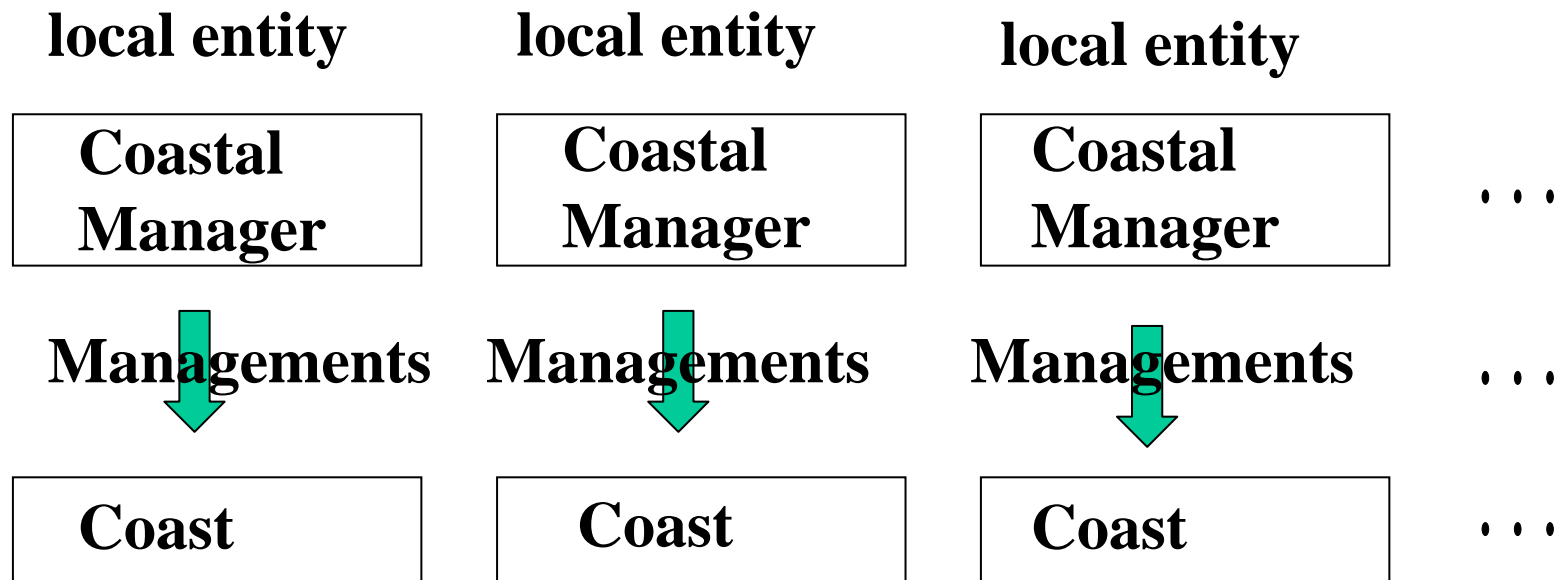 local entity local entity local entity
Coastal Coastal Coastal
Manager Manager Manager
. . .
Managements Managements Managements . . .
Coast Coast Coast . . .